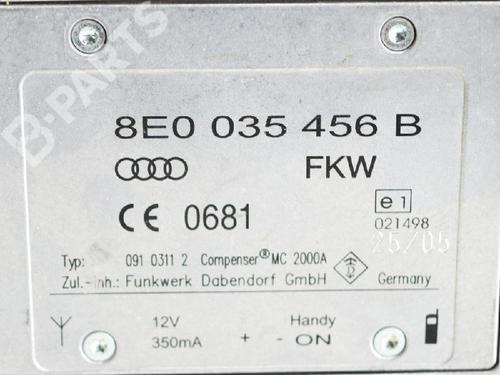 B-PARTS
8E0 035 456 B
FKW
CE 0681
e1
021498
25/05
Typ: 091 0311 2 Compenser® MC 2000A
Zul.-Inh.: Funkwerk Dabendorf GmbH Germany
12V Handy
350mA + - ON